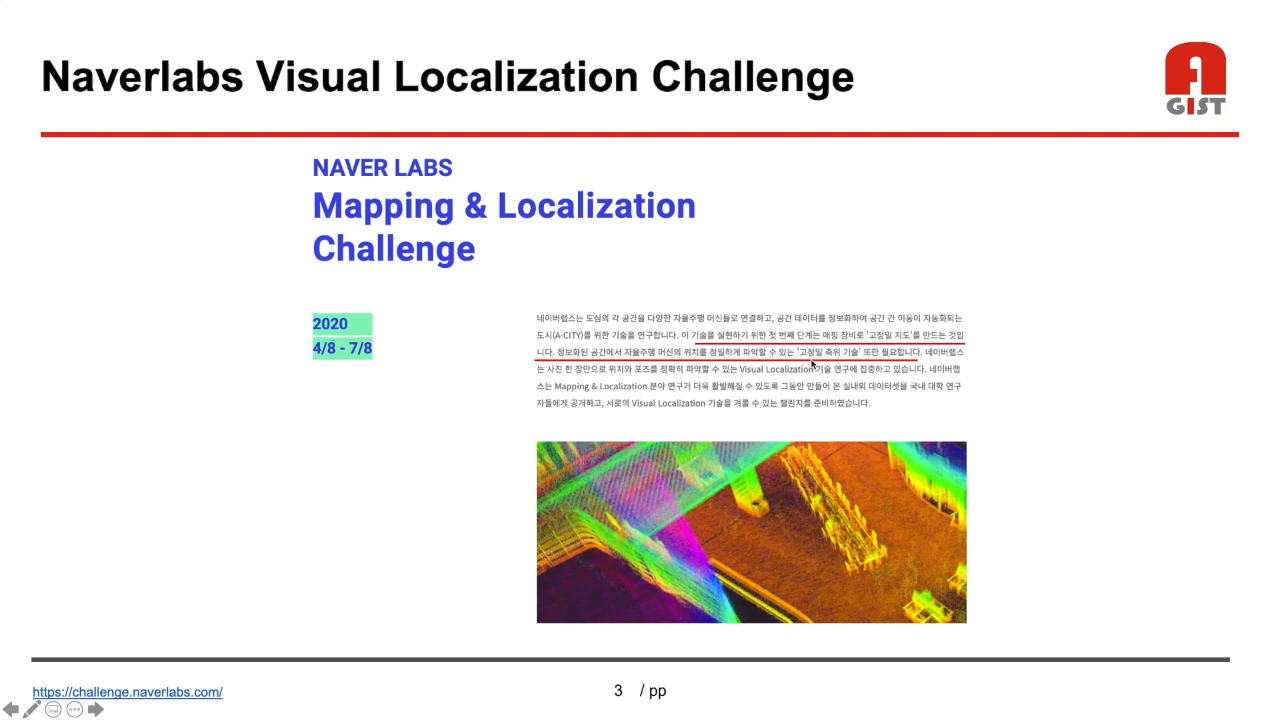 Naverlabs Visual Localization Challenge
GIST
NAVER LABS
Mapping & Localization
Challenge
2020
4/8 - 7/8
네이버랩스는 도심의 각 공간을 다양한 자율주행 머신들로 연결하고, 공간 데이터를 정보화하여 공간 간 이동이 자동화되는
도시(A-CITY)를 위한 기술을 연구합니다. 이 기술을 실현하기 위한 첫 번째 단계는 매핑 장비로 '고정밀 지도'를 만드는 것입
니다. 정보화된 공간에서 자율주행 머신의 위치를 정밀하게 파악할 수 있는 '고정밀 측위 기술' 또한 필요합니다. 네이버랩스
는 사진 한 장만으로 위치와 포즈를 정확히 파악할 수 있는 Visual Localization 기술 연구에 집중하고 있습니다. 네이버랩
스는 Mapping & Localization 분야 연구가 더욱 활발해질 수 있도록 그동안 만들어 온 실내외 데이터셋을 국내 대학 연구
자들에게 공개하고, 서로의 Visual Localization 기술을 겨룰 수 있는 챌린지를 준비하였습니다.
https://challenge.naverlabs.com/
3 / pp